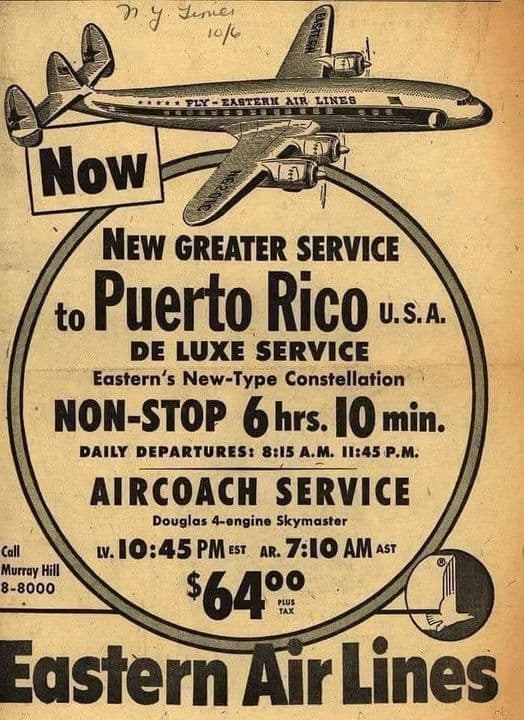 N.Y. Times
10/6
EASTERN
FLY-EASTERN AIR LINES
Now
NEW GREATER SERVICE
to Puerto Rico U.S.A.
DE LUXE SERVICE
Eastern's New-Type Constellation
NON-STOP 6 hrs. 10 min.
DAILY DEPARTURES: 8:15 A.M. 11:45 P.M.
AIRCOACH SERVICE
Douglas 4-engine Skymaster
LV. 10:45 PM EST AR. 7:10 AM AST
Call
Murray Hill
8-8000
$6400 PLUS TAX
®
Eastern Air Lines